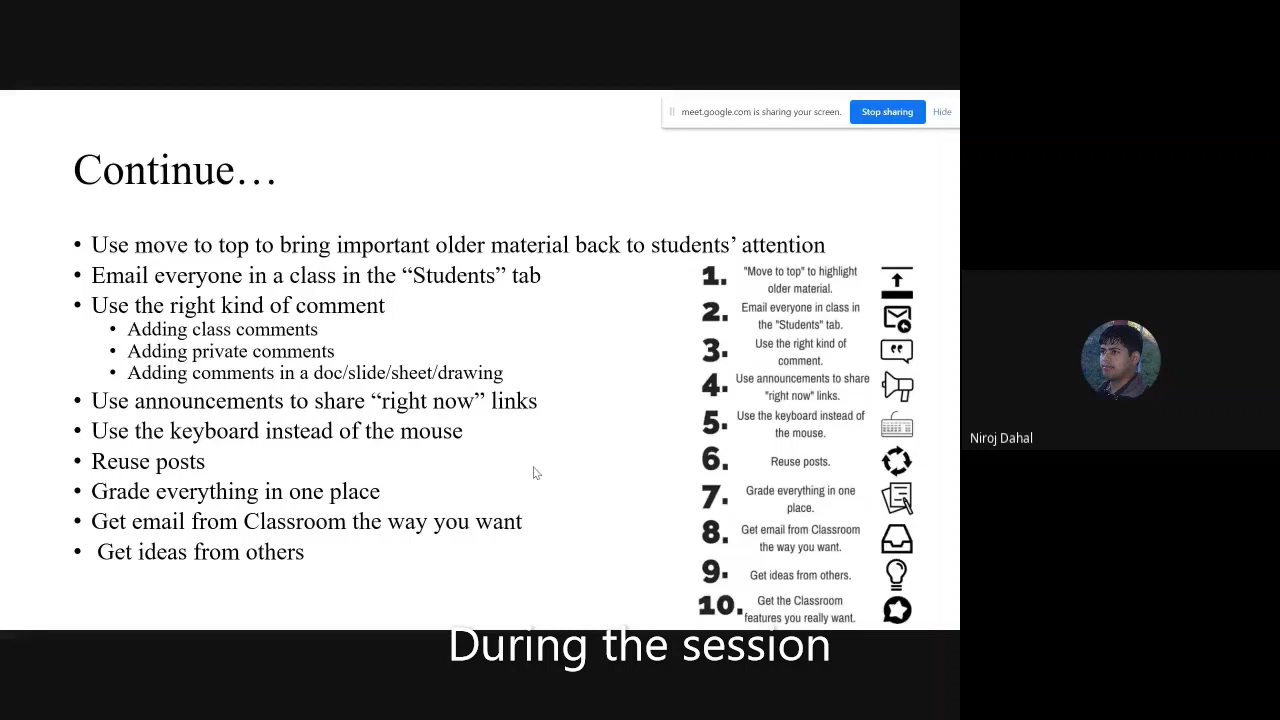 meet.google.com is sharing your screen. Stop sharing Hide
Continue…
• Use move to top to bring important older material back to students’ attention
• Email everyone in a class in the “Students” tab
• Use the right kind of comment
• Adding class comments
• Adding private comments
• Adding comments in a doc/slide/sheet/drawing
• Use announcements to share “right now” links
• Use the keyboard instead of the mouse
• Reuse posts
• Grade everything in one place
• Get email from Classroom the way you want
• Get ideas from others
1. "Move to top" to highlight
older material.
2. Email everyone in class in
the "Students" tab.
3. Use the right kind of
comment.
4. Use announcements to share
"right now" links.
5. Use the keyboard instead of
the mouse.
6. Reuse posts.
7. Grade everything in one
place.
8. Get email from Classroom
the way you want.
9. Get ideas from others.
10. Get the Classroom
features you really want.
Niroj Dahal
During the session